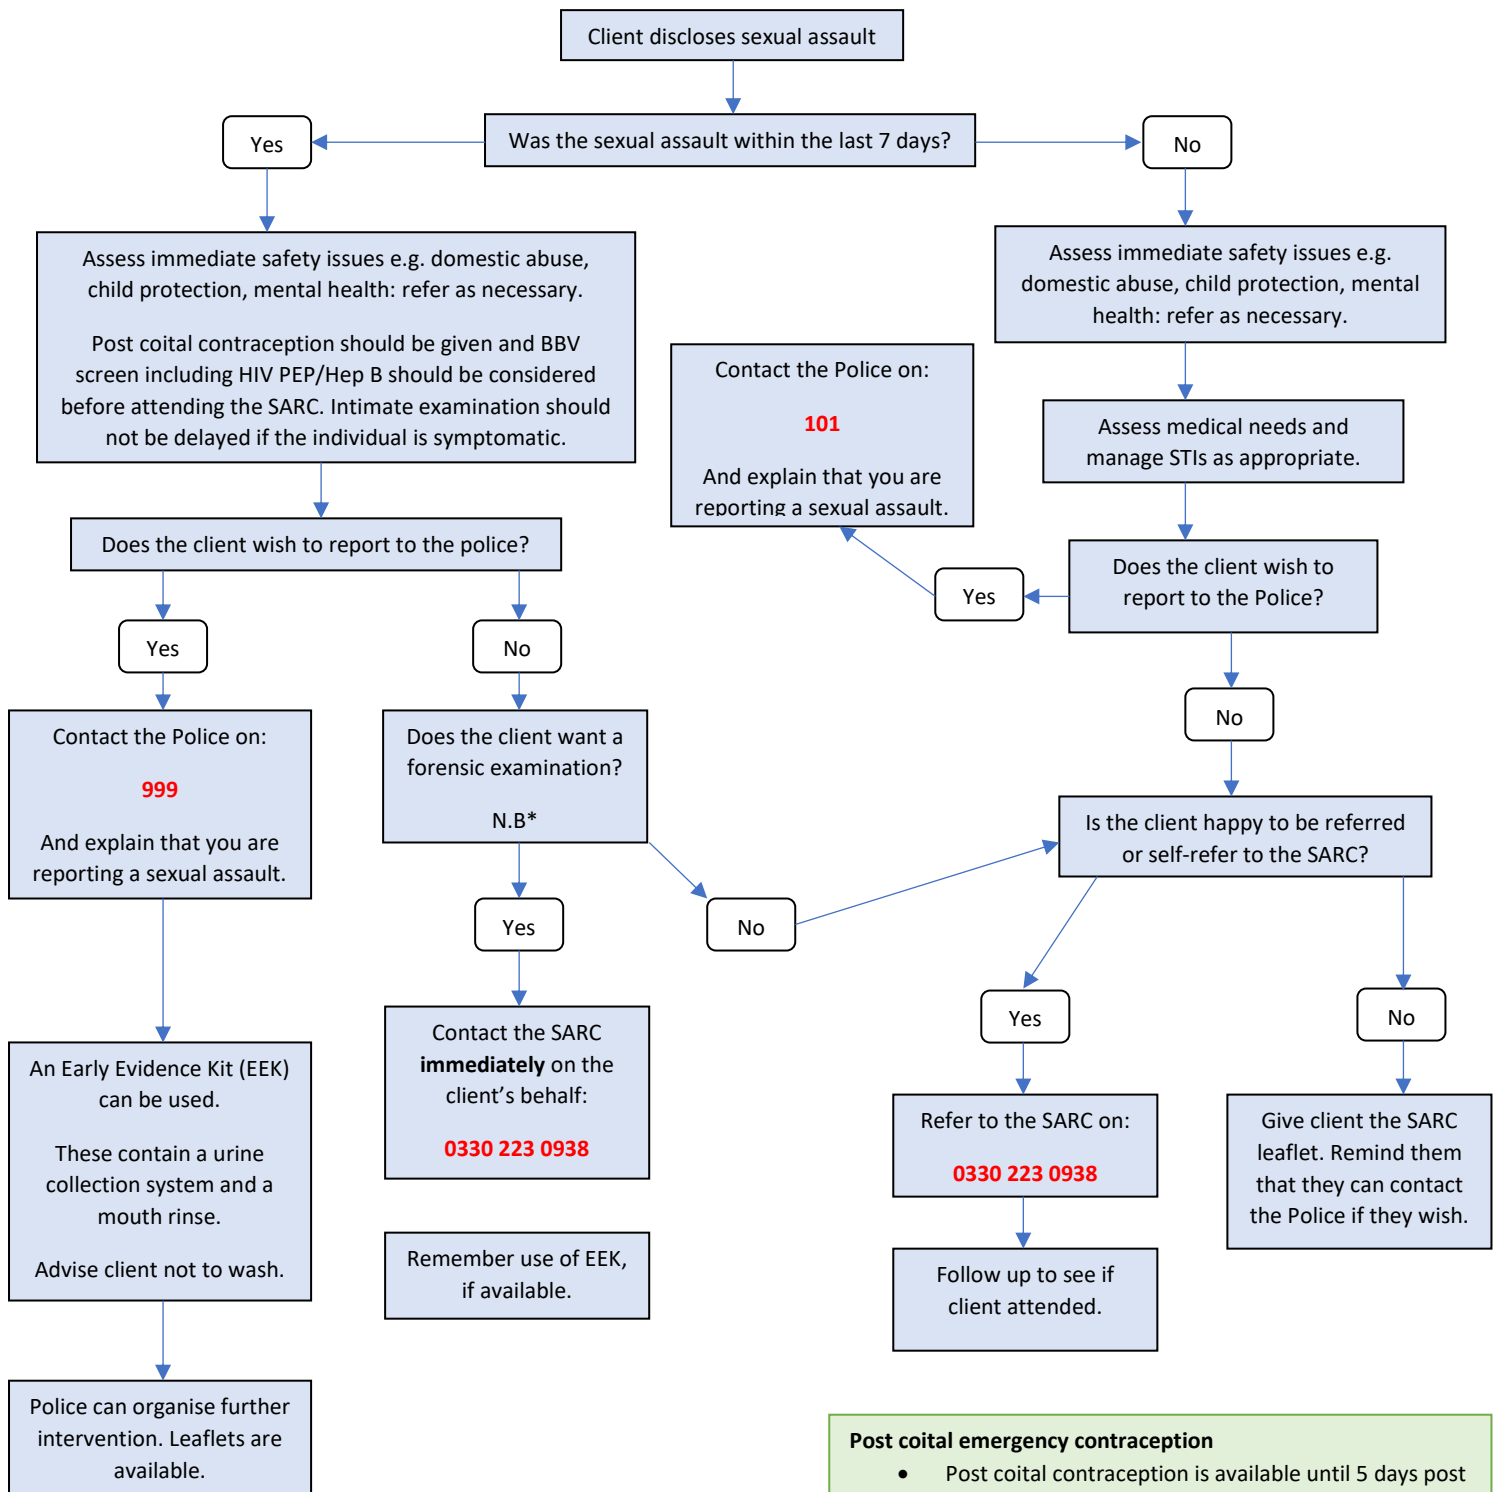 Client discloses sexual assault
Was the sexual assault within the last 7 days?
Yes
No
Assess immediate safety issues e.g. domestic abuse,
child protection, mental health: refer as necessary.
Post coital contraception should be given and BBV
screen including HIV PEP/Hep B should be considered
before attending the SARC. Intimate examination should
not be delayed if the individual is symptomatic.
Assess immediate safety issues e.g.
domestic abuse, child protection, mental
health: refer as necessary.
Contact the Police on:
101
And explain that you are
reporting a sexual assault.
Assess medical needs and
manage STIs as appropriate.
Does the client wish to report to the police?
Does the client wish to
report to the Police?
Yes
Yes
No
No
Contact the Police on:
999
And explain that you are
reporting a sexual assault.
Does the client want a
forensic examination?
N.B*
Is the client happy to be referred
or self-refer to the SARC?
Yes
No
Yes
No
An Early Evidence Kit (EEK)
can be used.
These contain a urine
collection system and a
mouth rinse.
Advise client not to wash.
Contact the SARC
immediately on the
client's behalf:
0330 223 0938
Refer to the SARC on:
0330 223 0938
Give client the SARC
leaflet. Remind them
that they can contact
the Police if they wish.
Remember use of EEK,
if available.
Follow up to see if
client attended.
Police can organise further
intervention. Leaflets are
available.
Post coital emergency contraception
• Post coital contraception is available until 5 days post